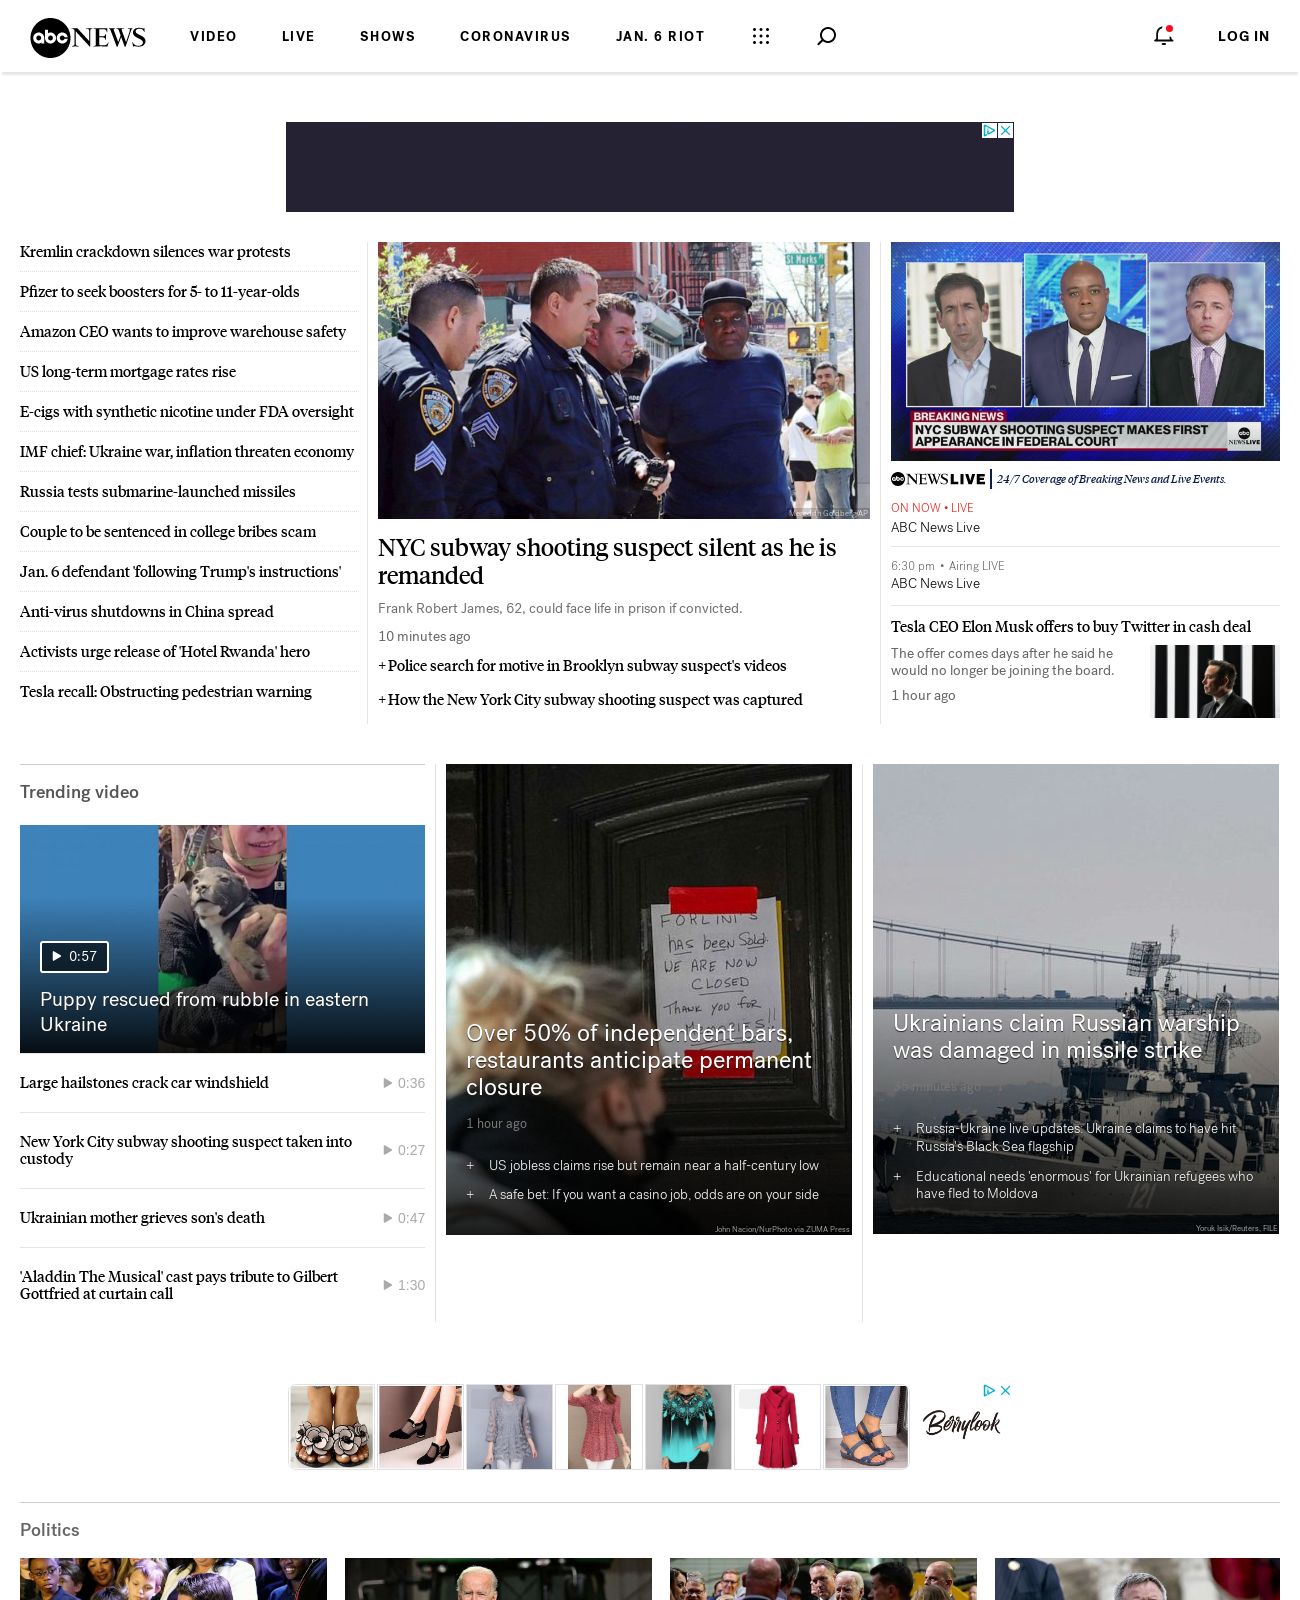 abc NEWS
VIDEO
LIVE
SHOWS
CORONAVIRUS
JAN. 6 RIOT
LOG IN
Kremlin crackdown silences war protests
Pfizer to seek boosters for 5- to 11-year-olds
Amazon CEO wants to improve warehouse safety
US long-term mortgage rates rise
E-cigs with synthetic nicotine under FDA oversight
IMF chief: Ukraine war, inflation threaten economy
Russia tests submarine-launched missiles
Couple to be sentenced in college bribes scam
Jan. 6 defendant 'following Trump's instructions'
Anti-virus shutdowns in China spread
Activists urge release of 'Hotel Rwanda' hero
Tesla recall: Obstructing pedestrian warning
St Marks
Meredith Goldberg/AP
NYC subway shooting suspect silent as he is
remanded
Frank Robert James, 62, could face life in prison if convicted.
10 minutes ago
+ Police search for motive in Brooklyn subway suspect's videos
+ How the New York City subway shooting suspect was captured
BREAKING NEWS
NYC SUBWAY SHOOTING SUSPECT MAKES FIRST
APPEARANCE IN FEDERAL COURT
abc
NEWS LIVE
abc NEWS LIVE
24/7 Coverage of Breaking News and Live Events.
ON NOW • LIVE
ABC News Live
6:30 pm • Airing LIVE
ABC News Live
Tesla CEO Elon Musk offers to buy Twitter in cash deal
The offer comes days after he said he
would no longer be joining the board.
1 hour ago
Trending video
0:57
Puppy rescued from rubble in eastern
Ukraine
Large hailstones crack car windshield
0:36
New York City subway shooting suspect taken into
custody
0:27
Ukrainian mother grieves son's death
0:47
'Aladdin The Musical' cast pays tribute to Gilbert
Gottfried at curtain call
1:30
FORLINI'S
has been Sold
WE ARE NOW
CLOSED
THANK YOU FOR
Over 50% of independent bars,
restaurants anticipate permanent
closure
1 hour ago
+ US jobless claims rise but remain near a half-century low
+ A safe bet: If you want a casino job, odds are on your side
John Nacion/NurPhoto via ZUMA Press
Ukrainians claim Russian warship
was damaged in missile strike
minutes ago
+ Russia-Ukraine live updates: Ukraine claims to have hit
Russia's Black Sea flagship
+ Educational needs 'enormous' for Ukrainian refugees who
have fled to Moldova
121
Yoruk Isik/Reuters, FILE
Berrylook
Politics